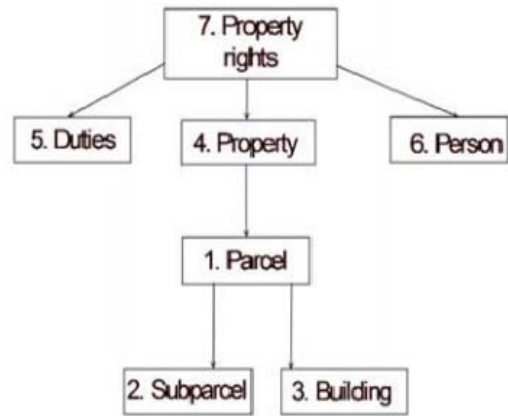 7. Property
rights
5. Duties
4. Property
6. Person
1. Parcel
2. Subparcel
3. Building